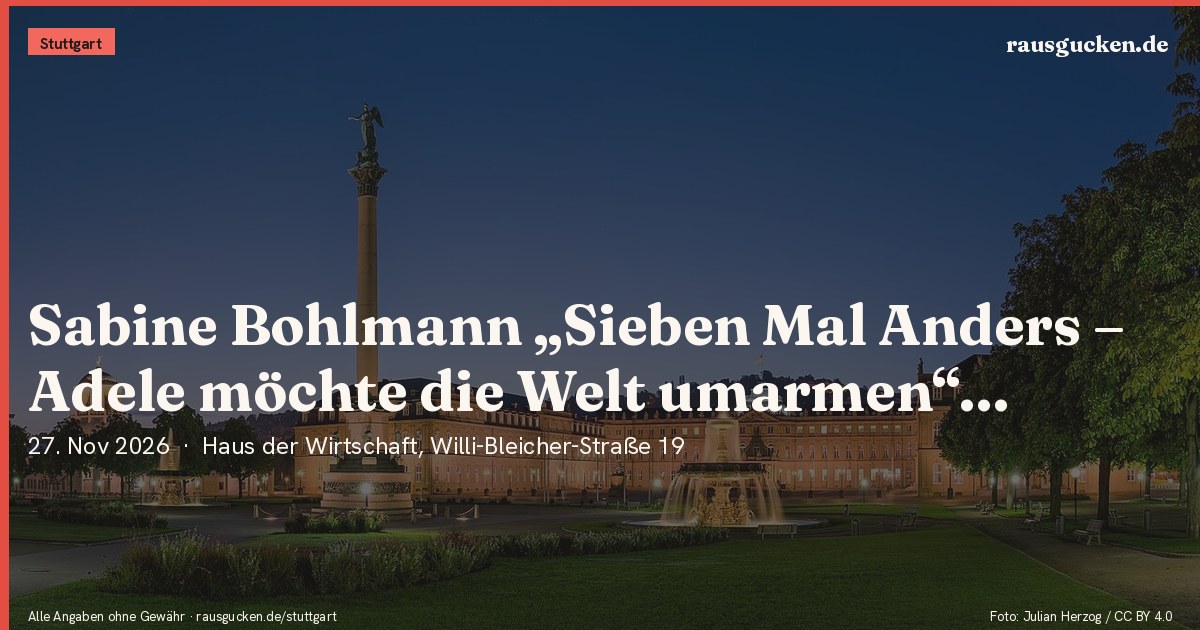 Stuttgart
rausgucken.de
Sabine Bohlmann „Sieben Mal Anders –
Adele möchte die Welt umarmen“...
27. Nov 2026 · Haus der Wirtschaft, Willi-Bleicher-Straße 19
Alle Angaben ohne Gewähr · rausgucken.de/stuttgart
Foto: Julian Herzog / CC BY 4.0